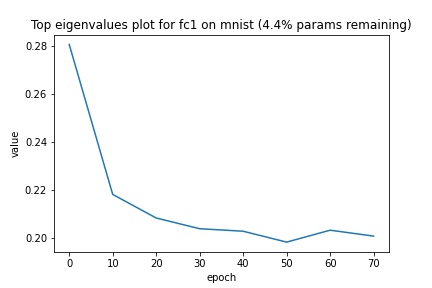 Top eigenvalues plot for fc1 on mnist (4.4% params remaining)
0.28
0.26
0.24
0.22
0.20
value
0 10 20 30 40 50 60 70
epoch